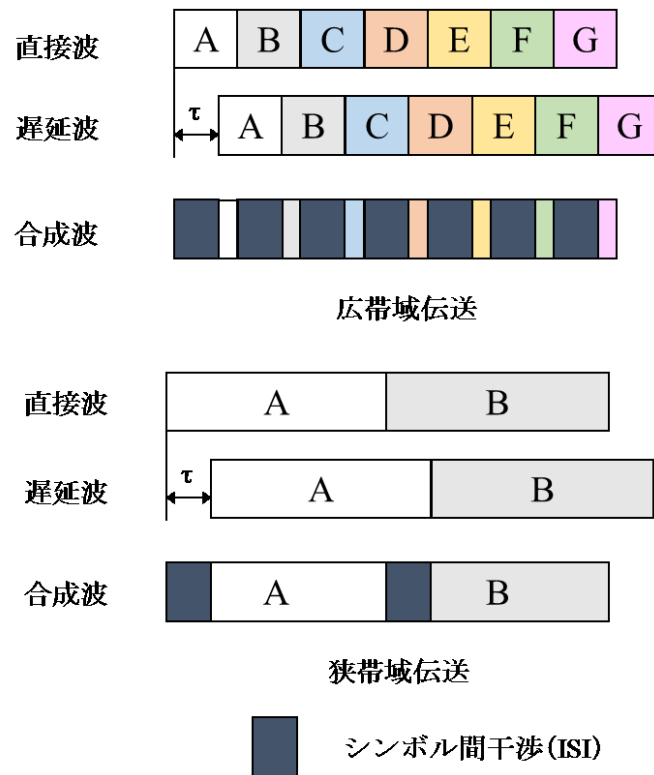 直接波 A B C D E F G
遅延波 τ A B C D E F G
合成波
広帯域伝送
直接波 A B
遅延波 τ A B
合成波 A B
狭帯域伝送
シンボル間干渉(ISI)